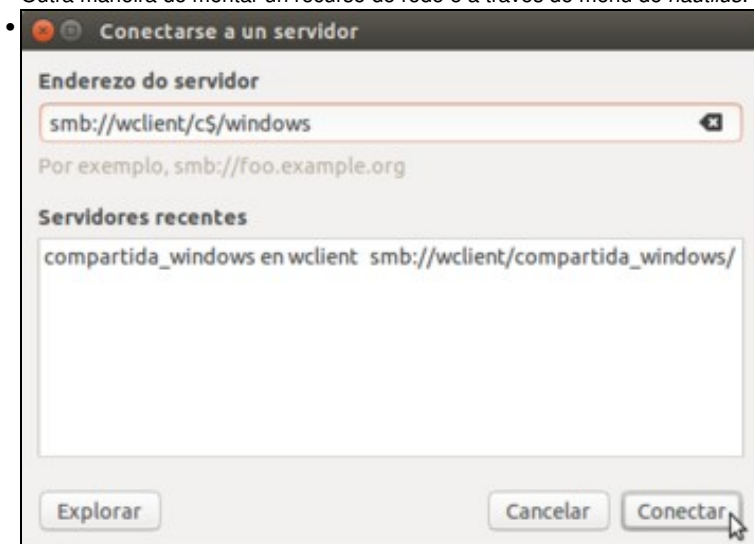 Conectarse a un servidor
Enderezo do servidor
smb://wclient/c$/windows
Por exemplo, smb://foo.example.org
Servidores recentes
compartida_windows en wclient smb://wclient/compartida_windows/
Explorar
Cancelar
Conectar